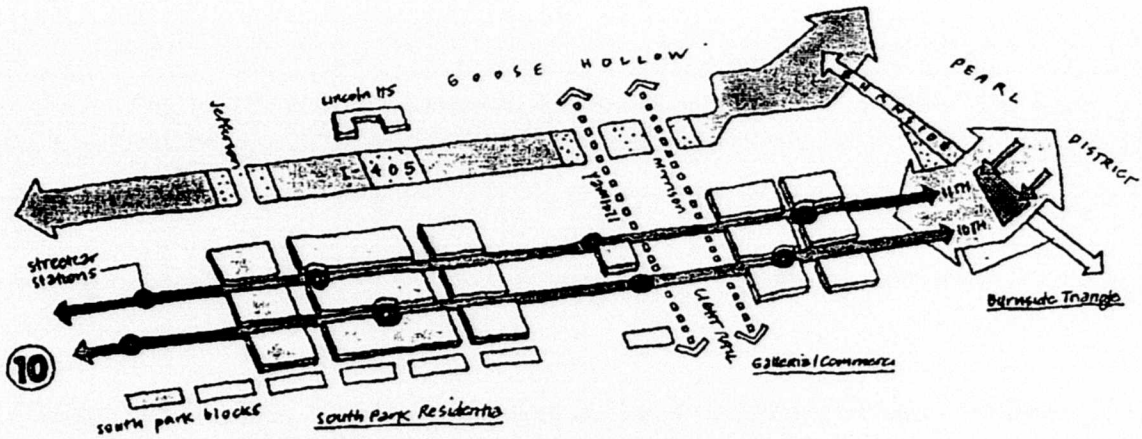 GOOSE HOLLOW
PEARL
DISTRICT
Lincoln HS
Jefferson
I-405
Yamhill
Morrison
BURNSIDE
11TH
10TH
streetcar
stations
LIGHT RAIL
Burnside Triangle
Galleria/Commerce
10
south park blocks
South Park Residential